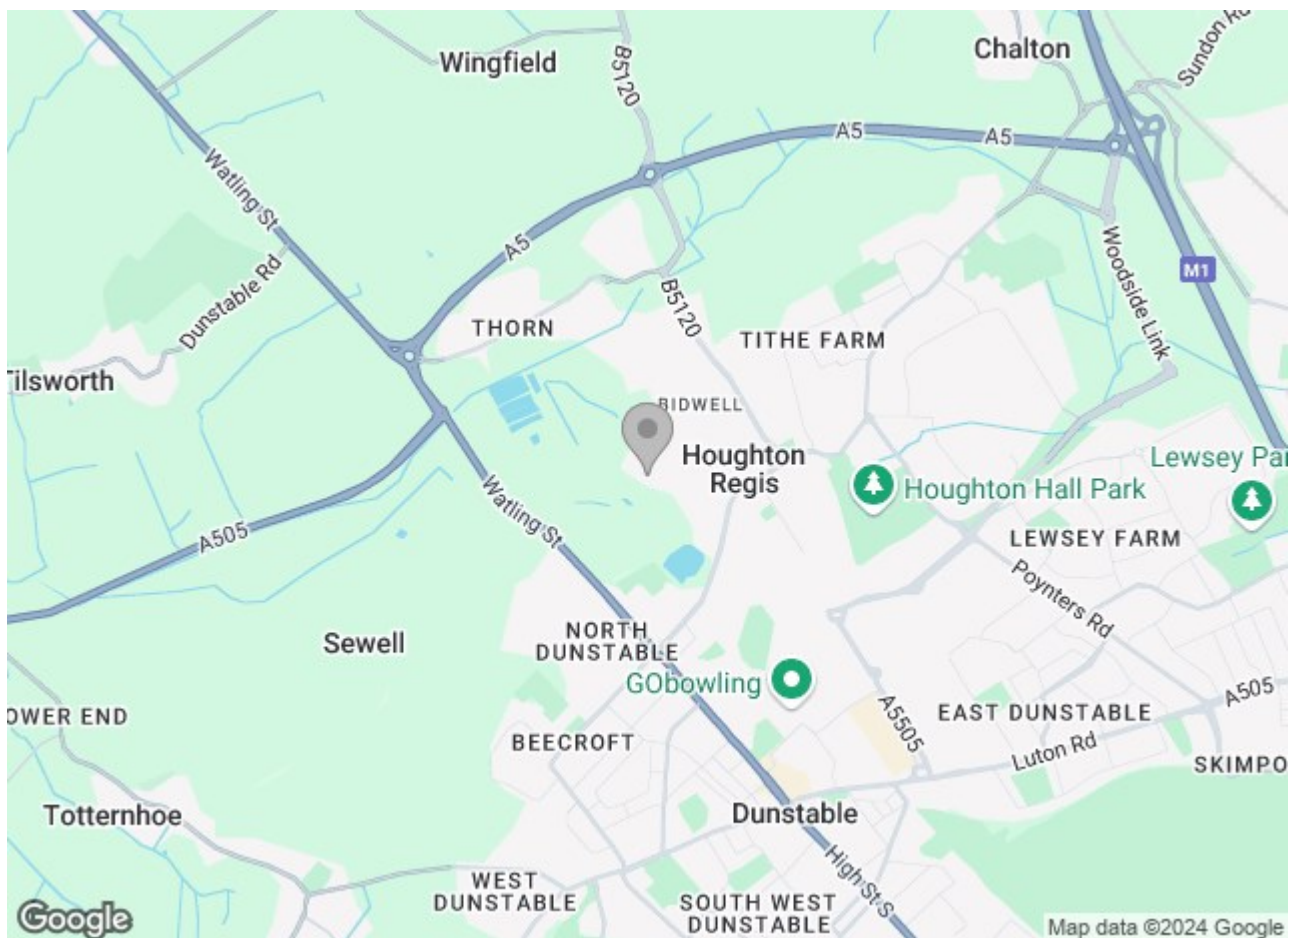 Wingfield
B5120
Chalton
Sundon Rd
A5
A5
Watling St
A5
Woodside Link
M1
Dunstable Rd
THORN
B5120
TITHE FARM
Tilsworth
BIDWELL
Houghton
Regis
Lewsey Par
Houghton Hall Park
Watling St
A505
LEWSEY FARM
Poynters Rd
NORTH
DUNSTABLE
Sewell
GObowling
A505
OWER END
EAST DUNSTABLE
A5505
BEECROFT
Luton Rd
SKIMPO
Totternhoe
Dunstable
High St S
WEST
DUNSTABLE
SOUTH WEST
DUNSTABLE
Google
Map data ©2024 Google